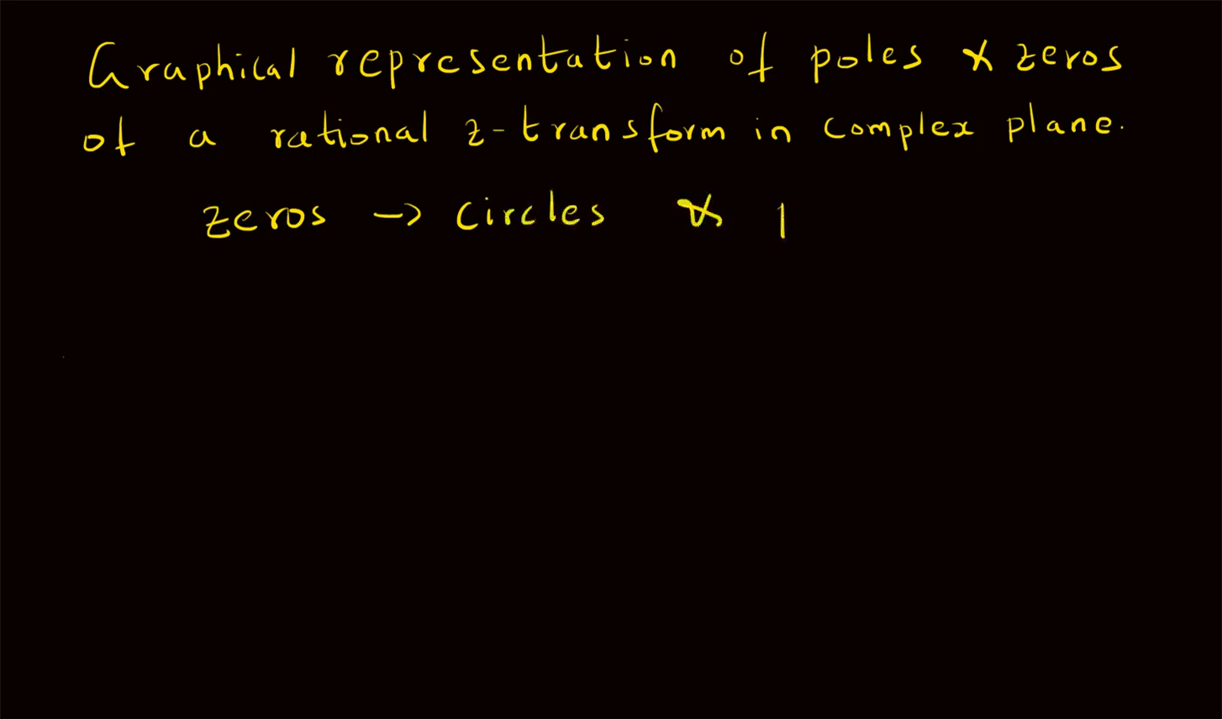 Graphical representation of poles & zeros
of a rational z-transform in complex plane.
zeros → circles &